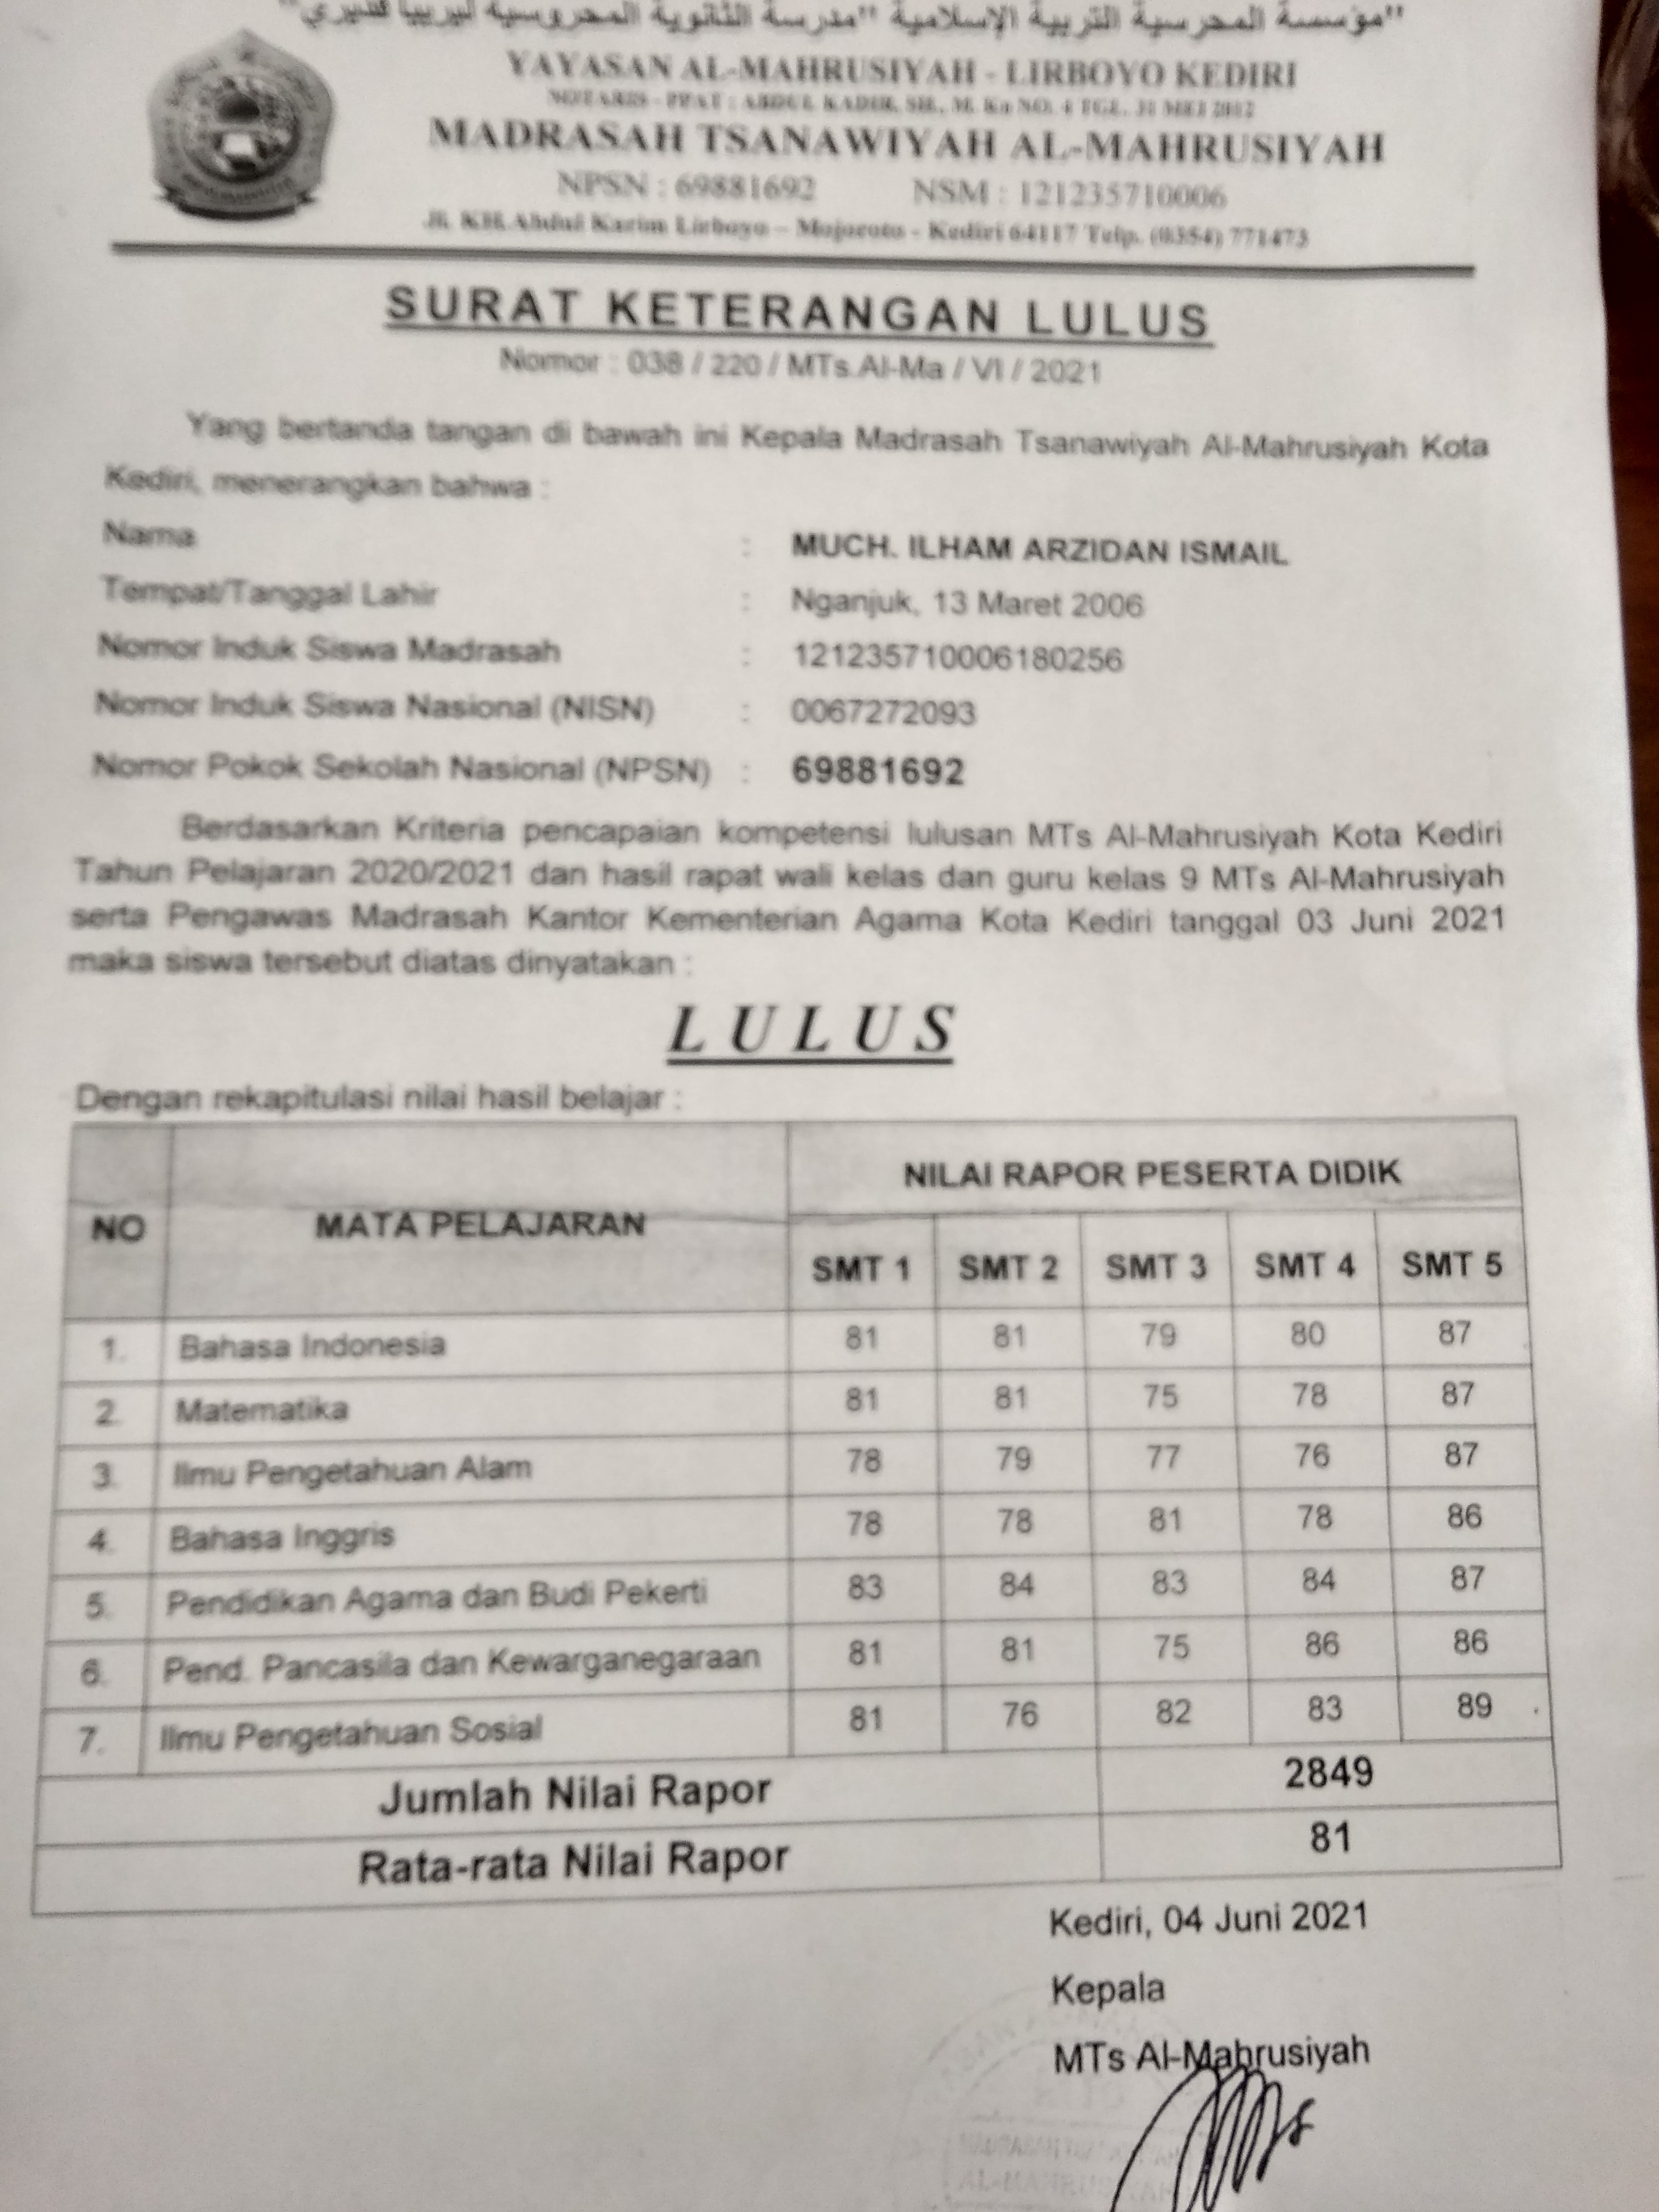 "مؤسسة المحرسية التربية الإسلامية "مدرسة الثانوية المحروسية ليربييا قديري"
YAYASAN AL-MAHRUSIYAH - LIRBOYO KEDIRI
NOTARIS - PPAT : ABDUL KADIR, SH., M. Kn NO. 4 TGL. 31 MEI 2012
MADRASAH TSANAWIYAH AL-MAHRUSIYAH
NPSN : 69881692 NSM : 121235710006
Jl. KH. Abdul Karim Lirboyo – Mojoroto - Kediri 64117 Telp. (0354) 771473
SURAT KETERANGAN LULUS
Nomor : 038 / 220 / MTs.Al-Ma / VI / 2021
Yang bertanda tangan di bawah ini Kepala Madrasah Tsanawiyah Al-Mahrusiyah Kota
Kediri, menerangkan bahwa :
Nama : MUCH. ILHAM ARZIDAN ISMAIL
Tempat/Tanggal Lahir : Nganjuk, 13 Maret 2006
Nomor Induk Siswa Madrasah : 121235710006180256
Nomor Induk Siswa Nasional (NISN) : 0067272093
Nomor Pokok Sekolah Nasional (NPSN) : 69881692
Berdasarkan Kriteria pencapaian kompetensi lulusan MTs Al-Mahrusiyah Kota Kediri
Tahun Pelajaran 2020/2021 dan hasil rapat wali kelas dan guru kelas 9 MTs Al-Mahrusiyah
serta Pengawas Madrasah Kantor Kementerian Agama Kota Kediri tanggal 03 Juni 2021
maka siswa tersebut diatas dinyatakan :
LULUS
Dengan rekapitulasi nilai hasil belajar :
NO MATA PELAJARAN NILAI RAPOR PESERTA DIDIK
SMT 1 SMT 2 SMT 3 SMT 4 SMT 5
1. Bahasa Indonesia 81 81 79 80 87
2. Matematika 81 81 75 78 87
3. Ilmu Pengetahuan Alam 78 79 77 76 87
4. Bahasa Inggris 78 78 81 78 86
5. Pendidikan Agama dan Budi Pekerti 83 84 83 84 87
6. Pend. Pancasila dan Kewarganegaraan 81 81 75 86 86
7. Ilmu Pengetahuan Sosial 81 76 82 83 89
Jumlah Nilai Rapor 2849
Rata-rata Nilai Rapor 81
Kediri, 04 Juni 2021
Kepala
MTs Al-Mahrusiyah